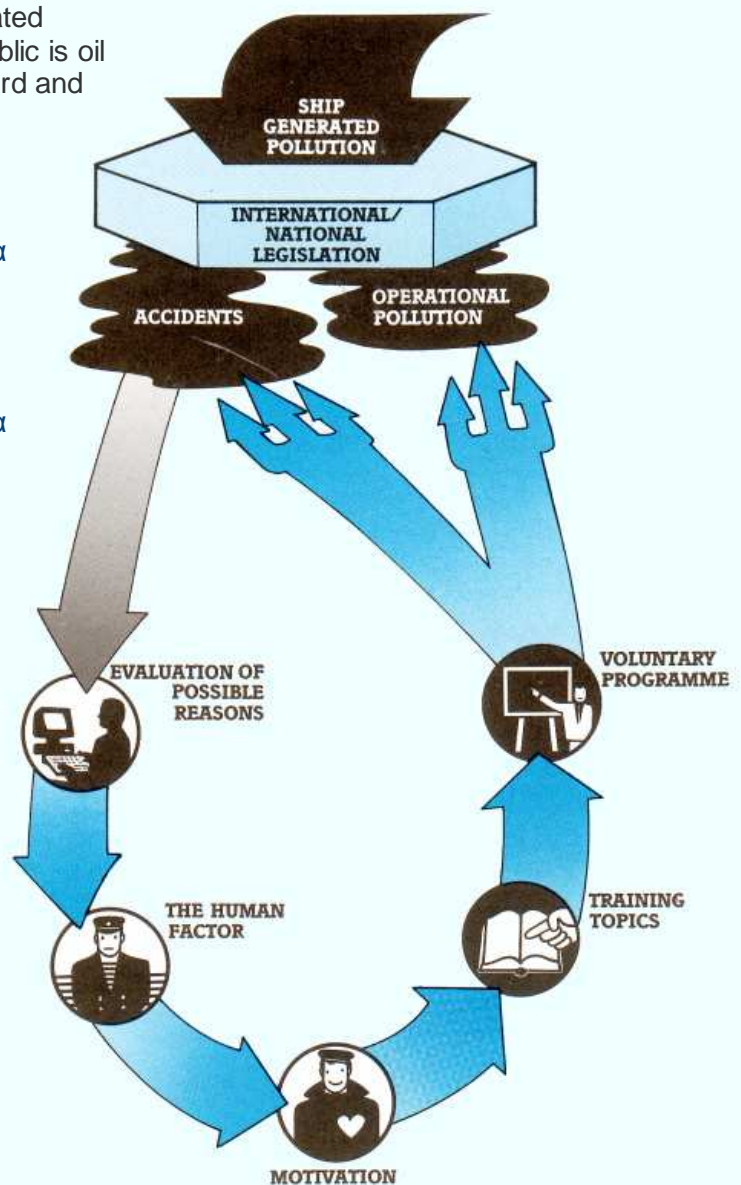 ated
blic is oil
rd and
α
α
SHIP
GENERATED
POLLUTION
INTERNATIONAL/
NATIONAL
LEGISLATION
ACCIDENTS
OPERATIONAL
POLLUTION
EVALUATION OF
POSSIBLE
REASONS
VOLUNTARY
PROGRAMME
THE HUMAN
FACTOR
TRAINING
TOPICS
MOTIVATION